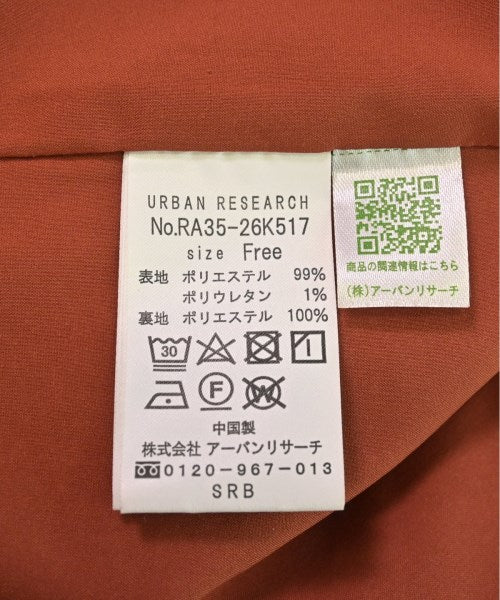 URBAN RESEARCH
No.RA35-26K517
size Free
表地 ポリエステル 99%
ポリウレタン 1%
裏地 ポリエステル 100%
30
1
F
W
中国製
株式会社 アーバンリサーチ
0120-967-013
SRB
商品の関連情報はこちら
(株)アーバンリサーチ